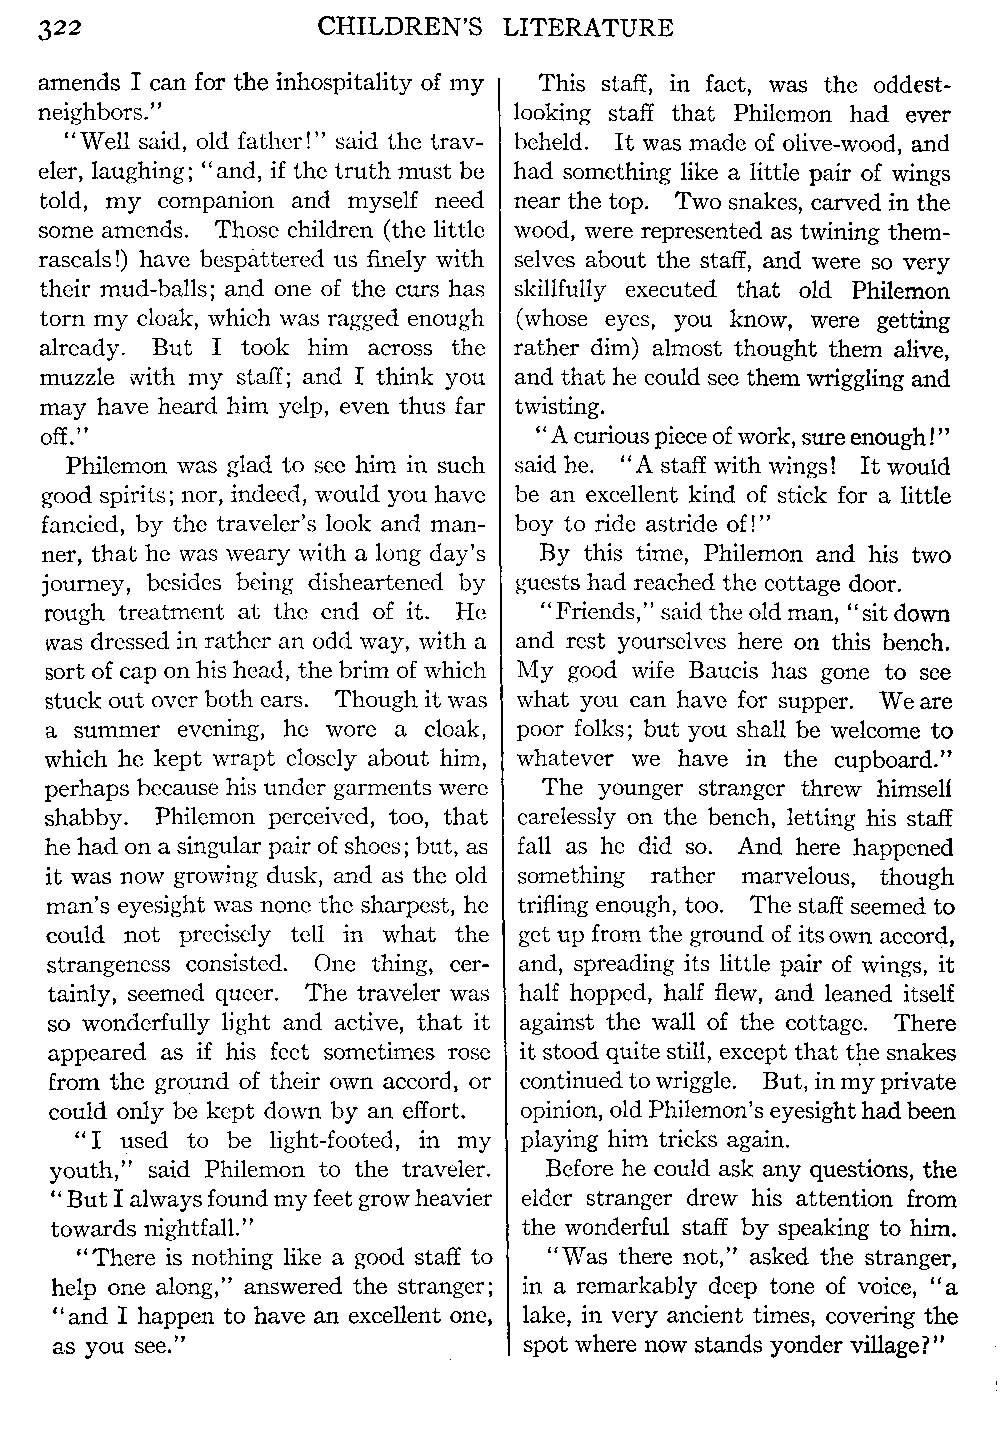 322 CHILDREN'S LITERATURE
amends I can for the inhospitality of my
neighbors."
"Well said, old father!" said the trav-
eler, laughing; "and, if the truth must be
told, my companion and myself need
some amends. Those children (the little
rascals!) have bespattered us finely with
their mud-balls; and one of the curs has
torn my cloak, which was ragged enough
already. But I took him across the
muzzle with my staff; and I think you
may have heard him yelp, even thus far
off."
Philemon was glad to see him in such
good spirits; nor, indeed, would you have
fancied, by the traveler's look and man-
ner, that he was weary with a long day's
journey, besides being disheartened by
rough treatment at the end of it. He
was dressed in rather an odd way, with a
sort of cap on his head, the brim of which
stuck out over both ears. Though it was
a summer evening, he wore a cloak,
which he kept wrapt closely about him,
perhaps because his under garments were
shabby. Philemon perceived, too, that
he had on a singular pair of shoes; but, as
it was now growing dusk, and as the old
man's eyesight was none the sharpest, he
could not precisely tell in what the
strangeness consisted. One thing, cer-
tainly, seemed queer. The traveler was
so wonderfully light and active, that it
appeared as if his feet sometimes rose
from the ground of their own accord, or
could only be kept down by an effort.
"I used to be light-footed, in my
youth," said Philemon to the traveler.
"But I always found my feet grow heavier
towards nightfall."
"There is nothing like a good staff to
help one along," answered the stranger;
"and I happen to have an excellent one,
as you see."
This staff, in fact, was the oddest-
looking staff that Philemon had ever
beheld. It was made of olive-wood, and
had something like a little pair of wings
near the top. Two snakes, carved in the
wood, were represented as twining them-
selves about the staff, and were so very
skillfully executed that old Philemon
(whose eyes, you know, were getting
rather dim) almost thought them alive,
and that he could see them wriggling and
twisting.
"A curious piece of work, sure enough!"
said he. "A staff with wings! It would
be an excellent kind of stick for a little
boy to ride astride of!"
By this time, Philemon and his two
guests had reached the cottage door.
"Friends," said the old man, "sit down
and rest yourselves here on this bench.
My good wife Baucis has gone to see
what you can have for supper. We are
poor folks; but you shall be welcome to
whatever we have in the cupboard."
The younger stranger threw himself
carelessly on the bench, letting his staff
fall as he did so. And here happened
something rather marvelous, though
trifling enough, too. The staff seemed to
get up from the ground of its own accord,
and, spreading its little pair of wings, it
half hopped, half flew, and leaned itself
against the wall of the cottage. There
it stood quite still, except that the snakes
continued to wriggle. But, in my private
opinion, old Philemon's eyesight had been
playing him tricks again.
Before he could ask any questions, the
elder stranger drew his attention from
the wonderful staff by speaking to him.
"Was there not," asked the stranger,
in a remarkably deep tone of voice, "a
lake, in very ancient times, covering the
spot where now stands yonder village?"